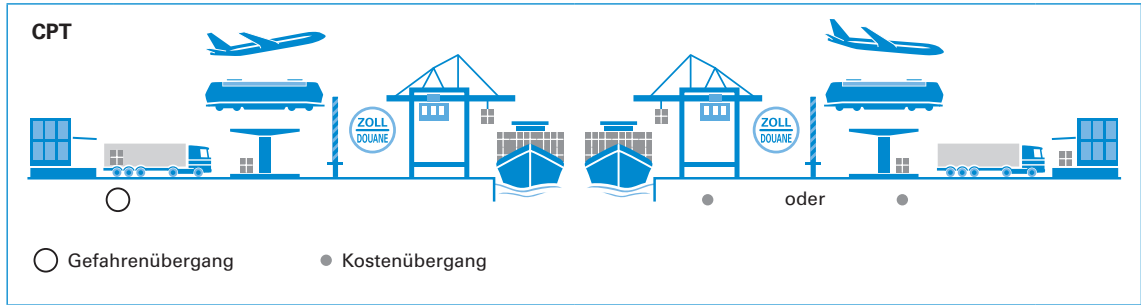 CPT
ZOLL
DOUANE
ZOLL
DOUANE
oder
Gefahrenübergang
Kostenübergang